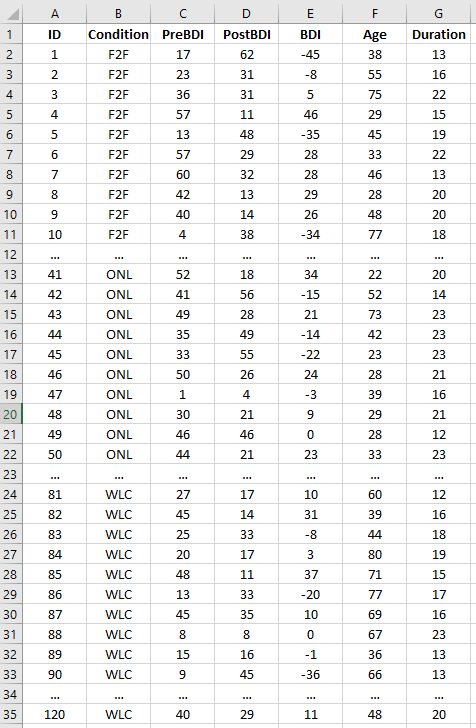 A B C D E F G
1 ID Condition PreBDI PostBDI BDI Age Duration
2 1 F2F 17 62 -45 38 13
3 2 F2F 23 31 -8 55 16
4 3 F2F 36 31 5 75 22
5 4 F2F 57 11 46 29 15
6 5 F2F 13 48 -35 45 19
7 6 F2F 57 29 28 33 22
8 7 F2F 60 32 28 46 13
9 8 F2F 42 13 29 28 20
10 9 F2F 40 14 26 48 20
11 10 F2F 4 38 -34 77 18
12 ... ... ... ... ... ... ...
13 41 ONL 52 18 34 22 20
14 42 ONL 41 56 -15 52 14
15 43 ONL 49 28 21 73 23
16 44 ONL 35 49 -14 42 23
17 45 ONL 33 55 -22 23 23
18 46 ONL 50 26 24 28 21
19 47 ONL 1 4 -3 39 16
20 48 ONL 30 21 9 29 21
21 49 ONL 46 46 0 28 12
22 50 ONL 44 21 23 33 23
23 ... ... ... ... ... ... ...
24 81 WLC 27 17 10 60 12
25 82 WLC 45 14 31 39 16
26 83 WLC 25 33 -8 44 18
27 84 WLC 20 17 3 80 19
28 85 WLC 48 11 37 71 15
29 86 WLC 13 33 -20 77 17
30 87 WLC 45 35 10 69 16
31 88 WLC 8 8 0 67 23
32 89 WLC 15 16 -1 36 13
33 90 WLC 9 45 -36 66 13
34 ... ... ... ... ... ... ...
35 120 WLC 40 29 11 48 20